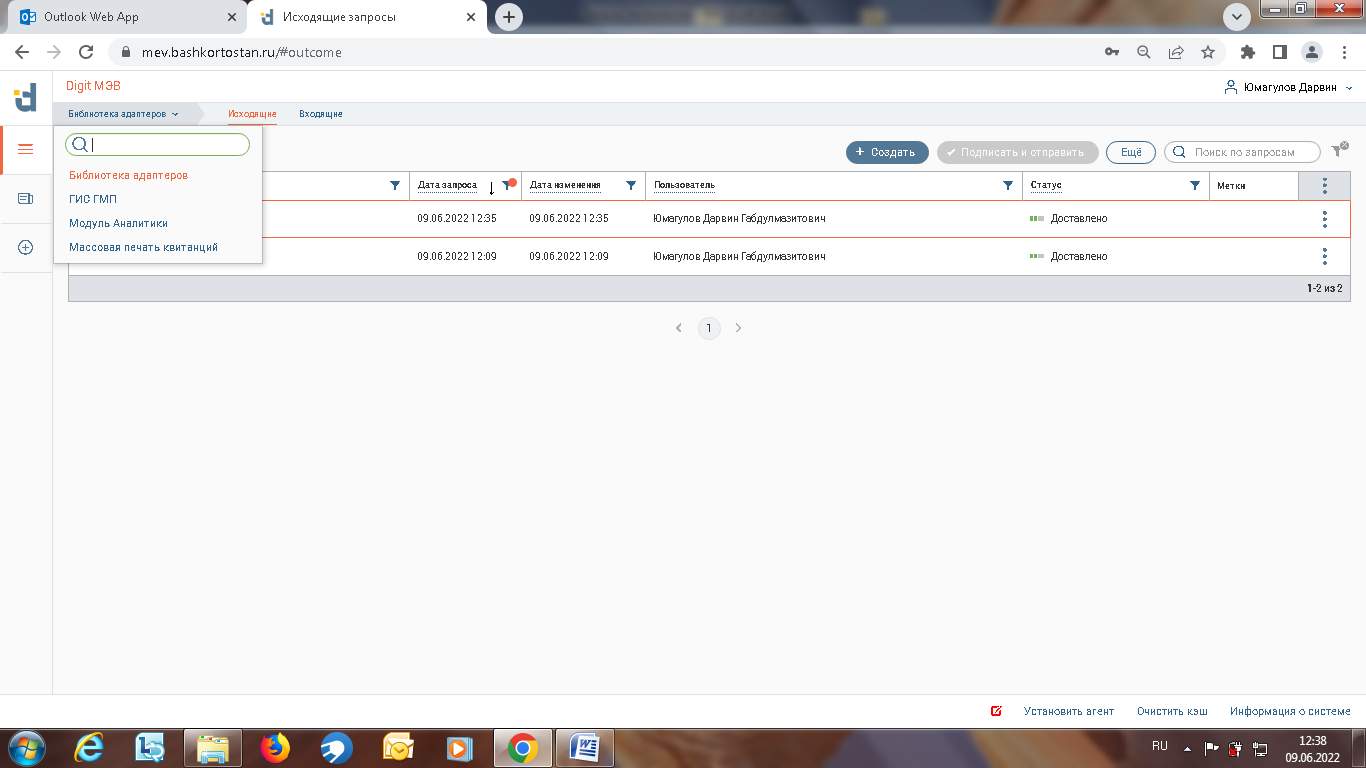 Outlook Web App
Исходящие запросы
mev.bashkortostan.ru/#outcome
Digit МЭВ
Юмагулов Дарвин
Библиотека адаптеров
Исходящие
Входящие
Библиотека адаптеров
ГИС ГМП
Модуль Аналитики
Массовая печать квитанций
+ Создать
Подписать и отправить
Ещё
Поиск по запросам
Дата запроса
Дата изменения
Пользователь
Статус
Метки
09.06.2022 12:35
09.06.2022 12:35
Юмагулов Дарвин Габдулмазитович
Доставлено
09.06.2022 12:09
09.06.2022 12:09
Юмагулов Дарвин Габдулмазитович
Доставлено
1-2 из 2
1
Установить агент
Очистить кэш
Информация о системе
RU
12:38
09.06.2022